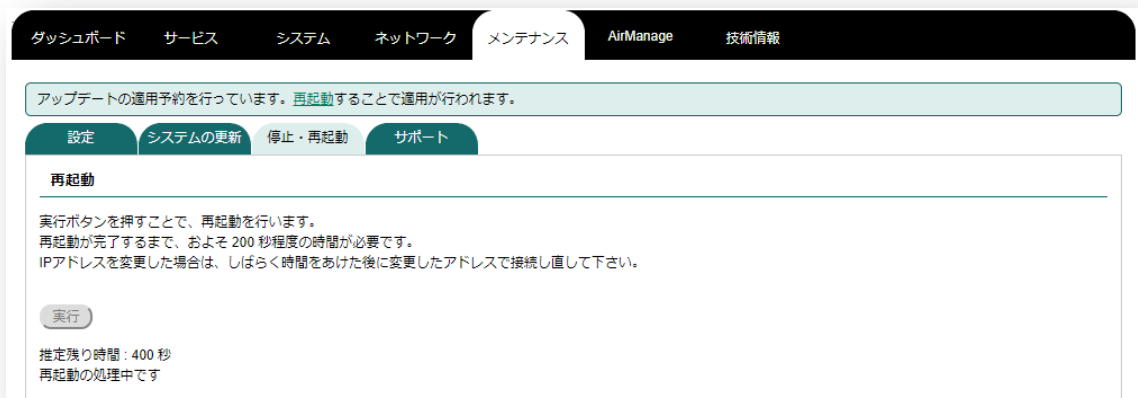 ダッシュボード サービス システム ネットワーク メンテナンス AirManage 技術情報
アップデートの適用予約を行っています。再起動することで適用が行われます。
設定 システムの更新 停止・再起動 サポート
再起動
実行ボタンを押すことで、再起動を行います。
再起動が完了するまで、およそ 200 秒程度の時間が必要です。
IPアドレスを変更した場合は、しばらく時間をあけた後に変更したアドレスで接続し直して下さい。
実行
推定残り時間 : 400 秒
再起動の処理中です